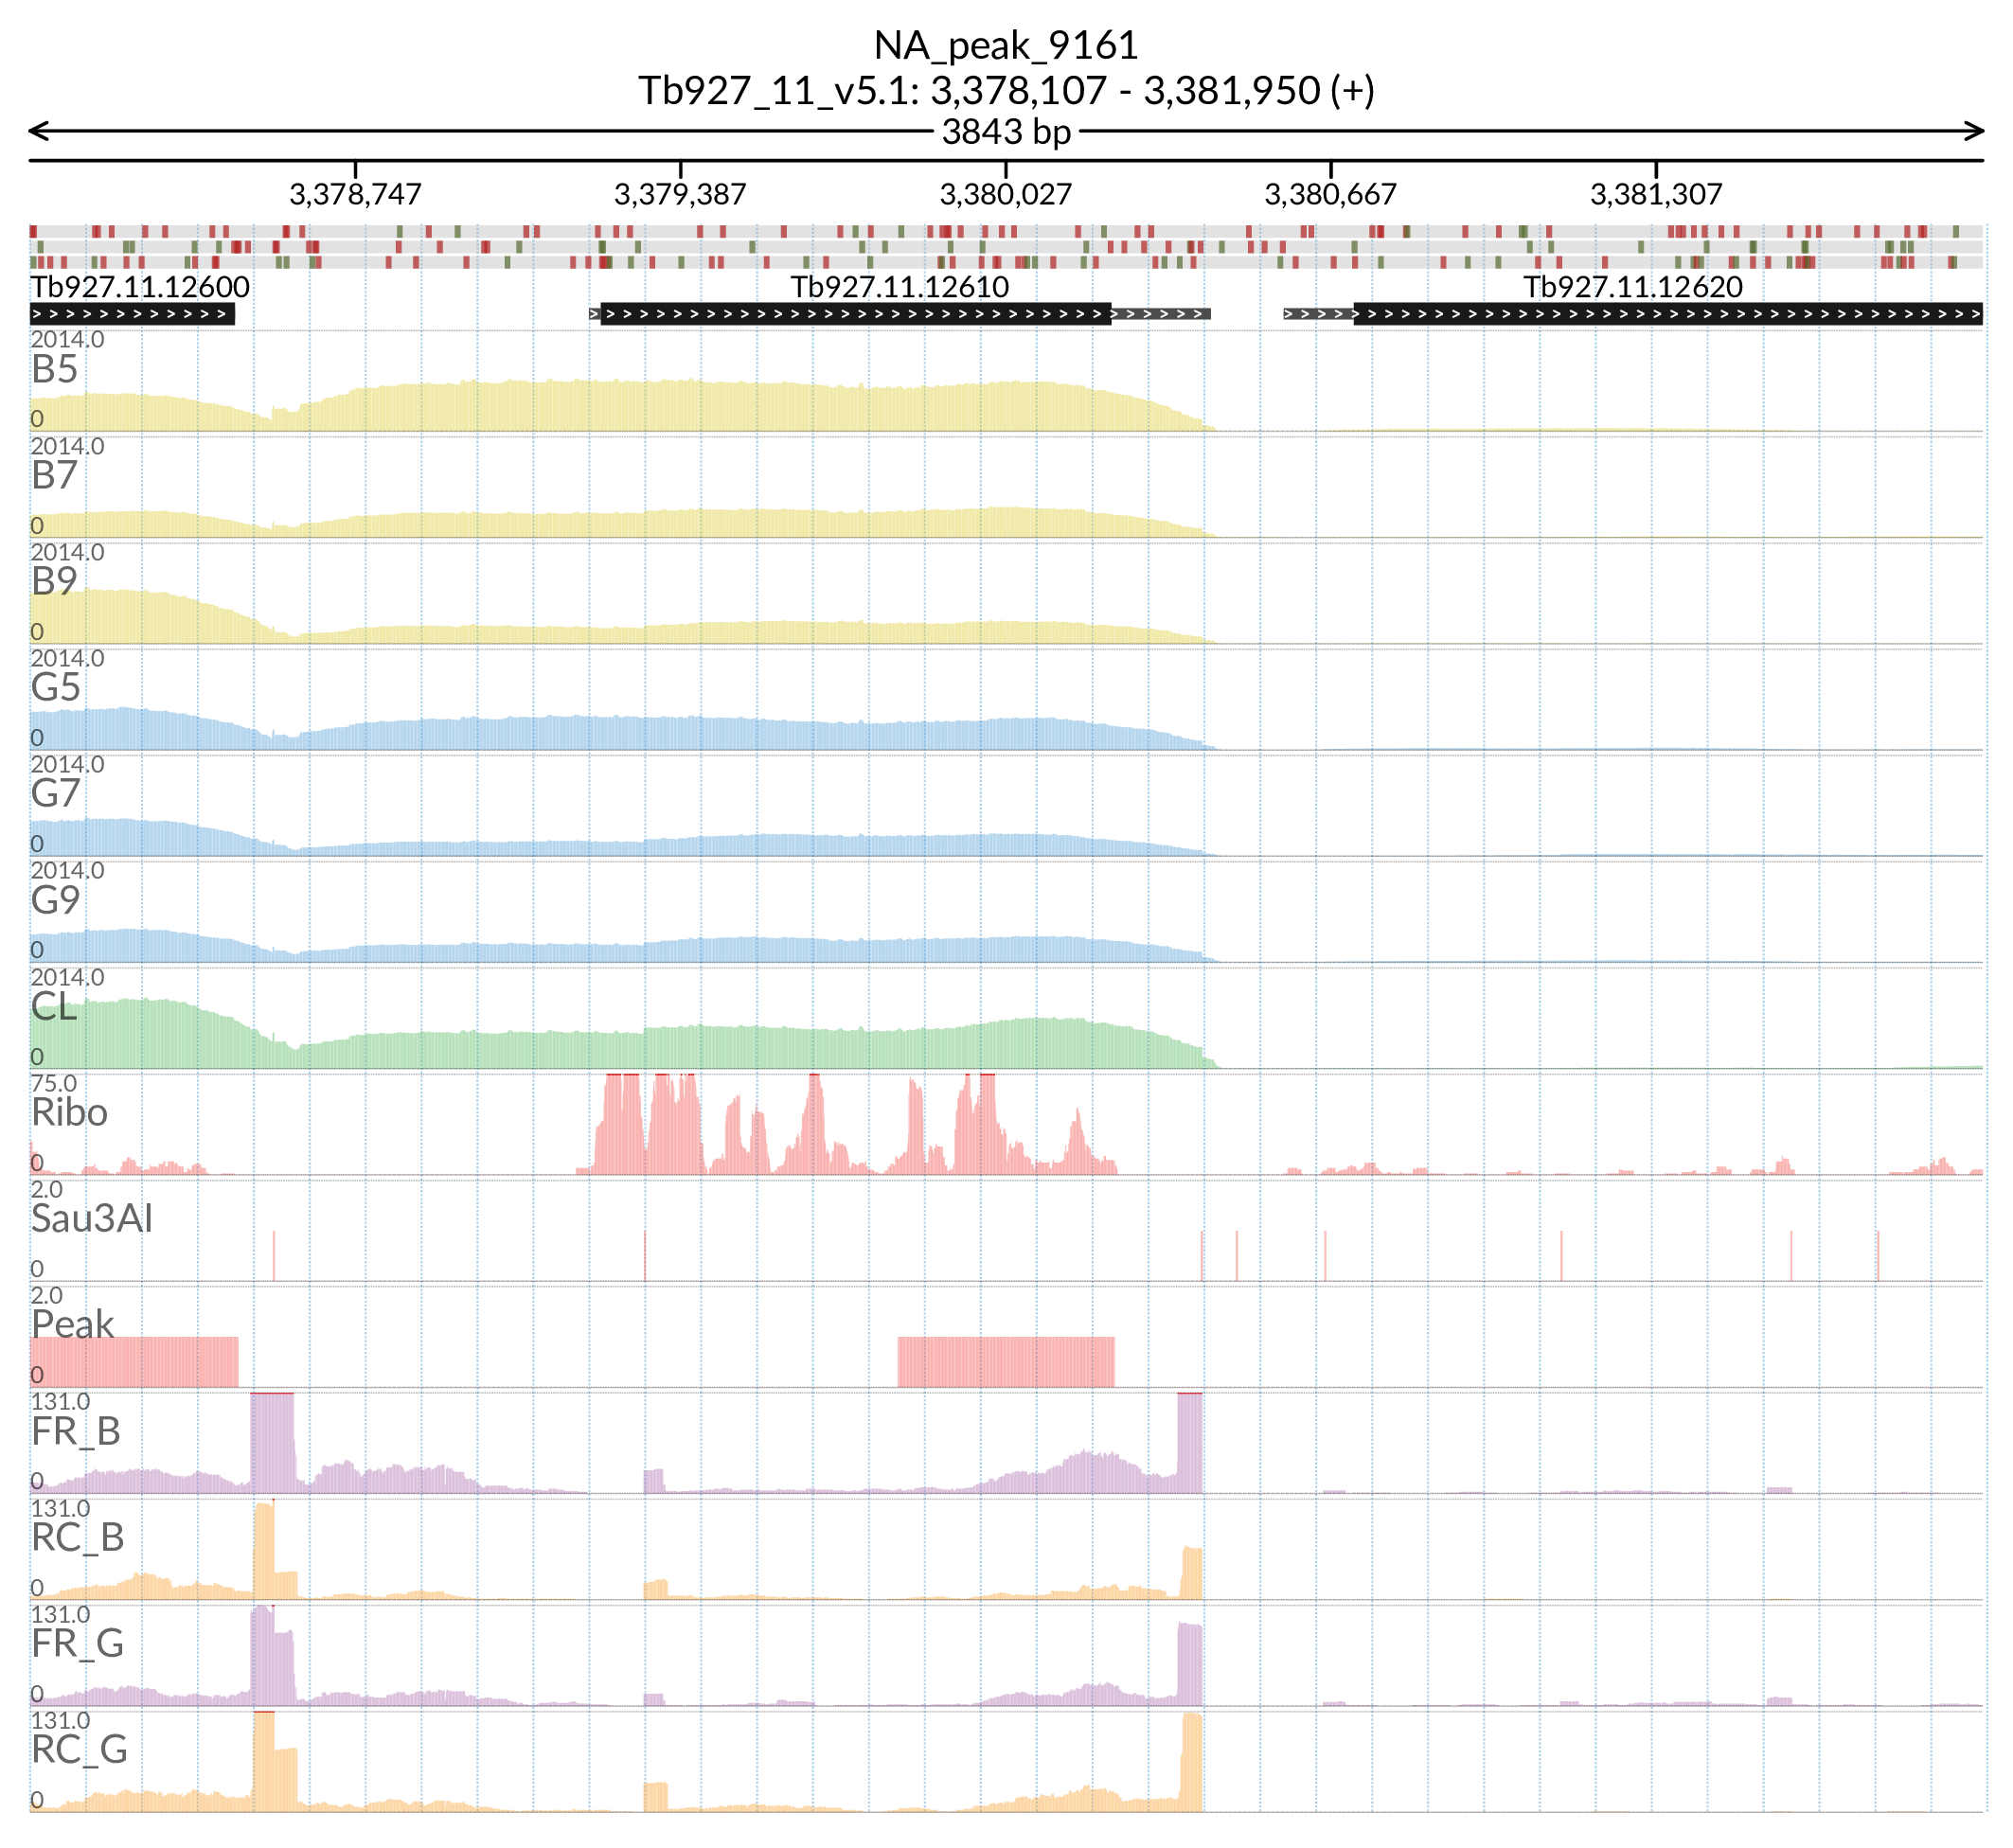 NA_peak_9161
Tb927_11_v5.1: 3,378,107 - 3,381,950 (+)
3843 bp
3,378,747 3,379,387 3,380,027 3,380,667 3,381,307
Tb927.11.12600 Tb927.11.12610 Tb927.11.12620
2014.0
B5
0
2014.0
B7
0
2014.0
B9
0
2014.0
G5
0
2014.0
G7
0
2014.0
G9
0
2014.0
CL
0
75.0
Ribo
0
2.0
Sau3AI
0
2.0
Peak
0
131.0
FR_B
0
131.0
RC_B
0
131.0
FR_G
0
131.0
RC_G
0